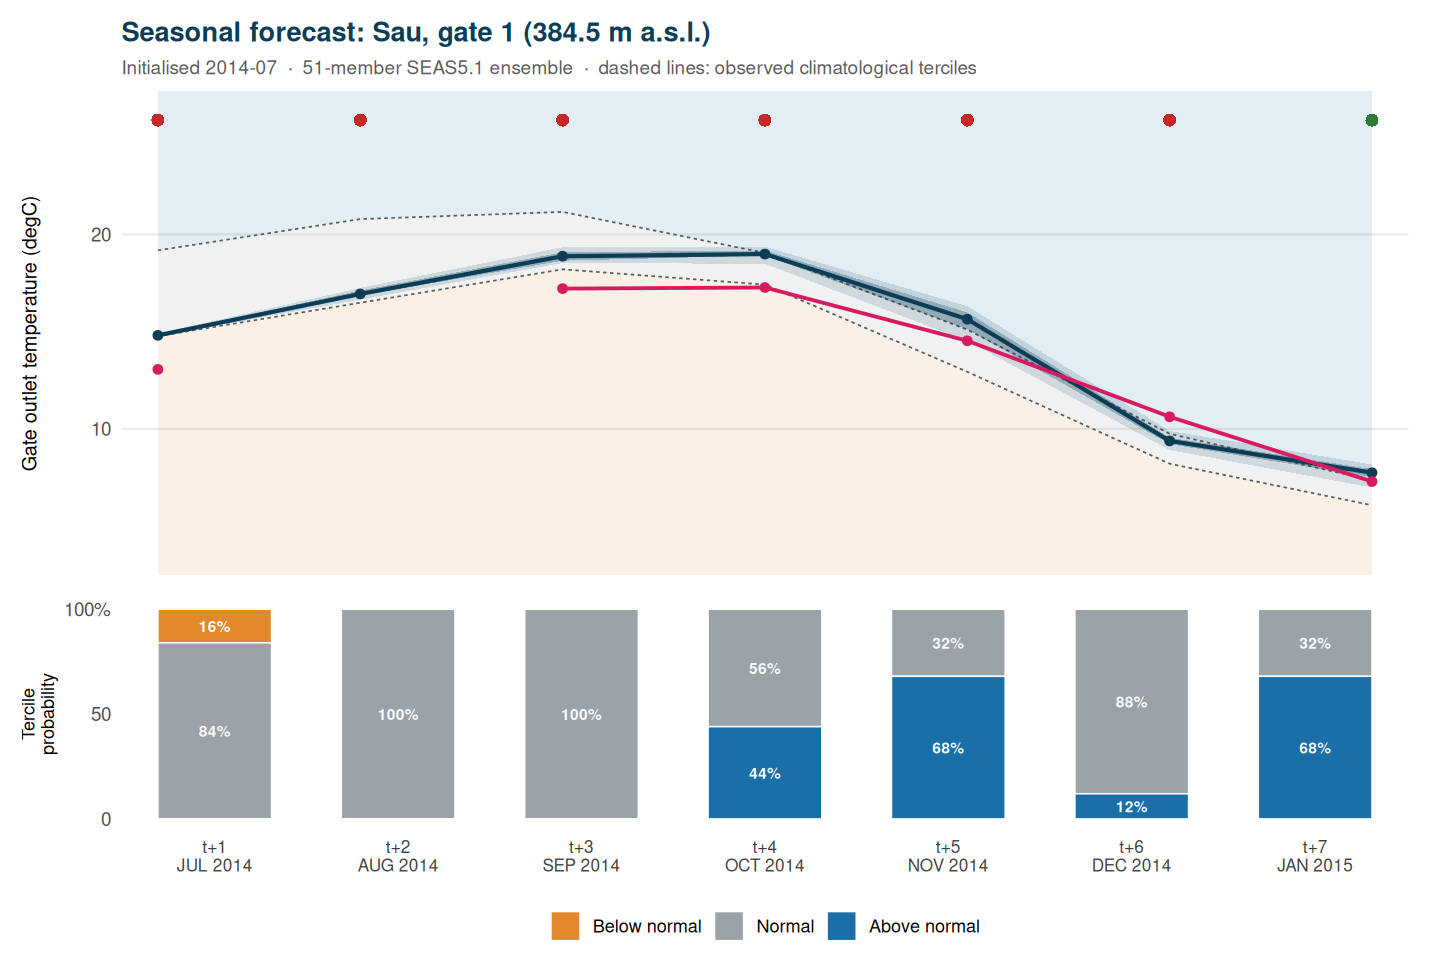 Seasonal forecast: Sau, gate 1 (384.5 m a.s.l.)
Initialised 2014-07 · 51-member SEAS5.1 ensemble · dashed lines: observed climatological terciles
Gate outlet temperature (degC)
20
10
Tercile
probability
100%
50
0
16%
84%
100%
100%
56%
44%
32%
68%
88%
12%
32%
68%
t+1
JUL 2014
t+2
AUG 2014
t+3
SEP 2014
t+4
OCT 2014
t+5
NOV 2014
t+6
DEC 2014
t+7
JAN 2015
Below normal
Normal
Above normal